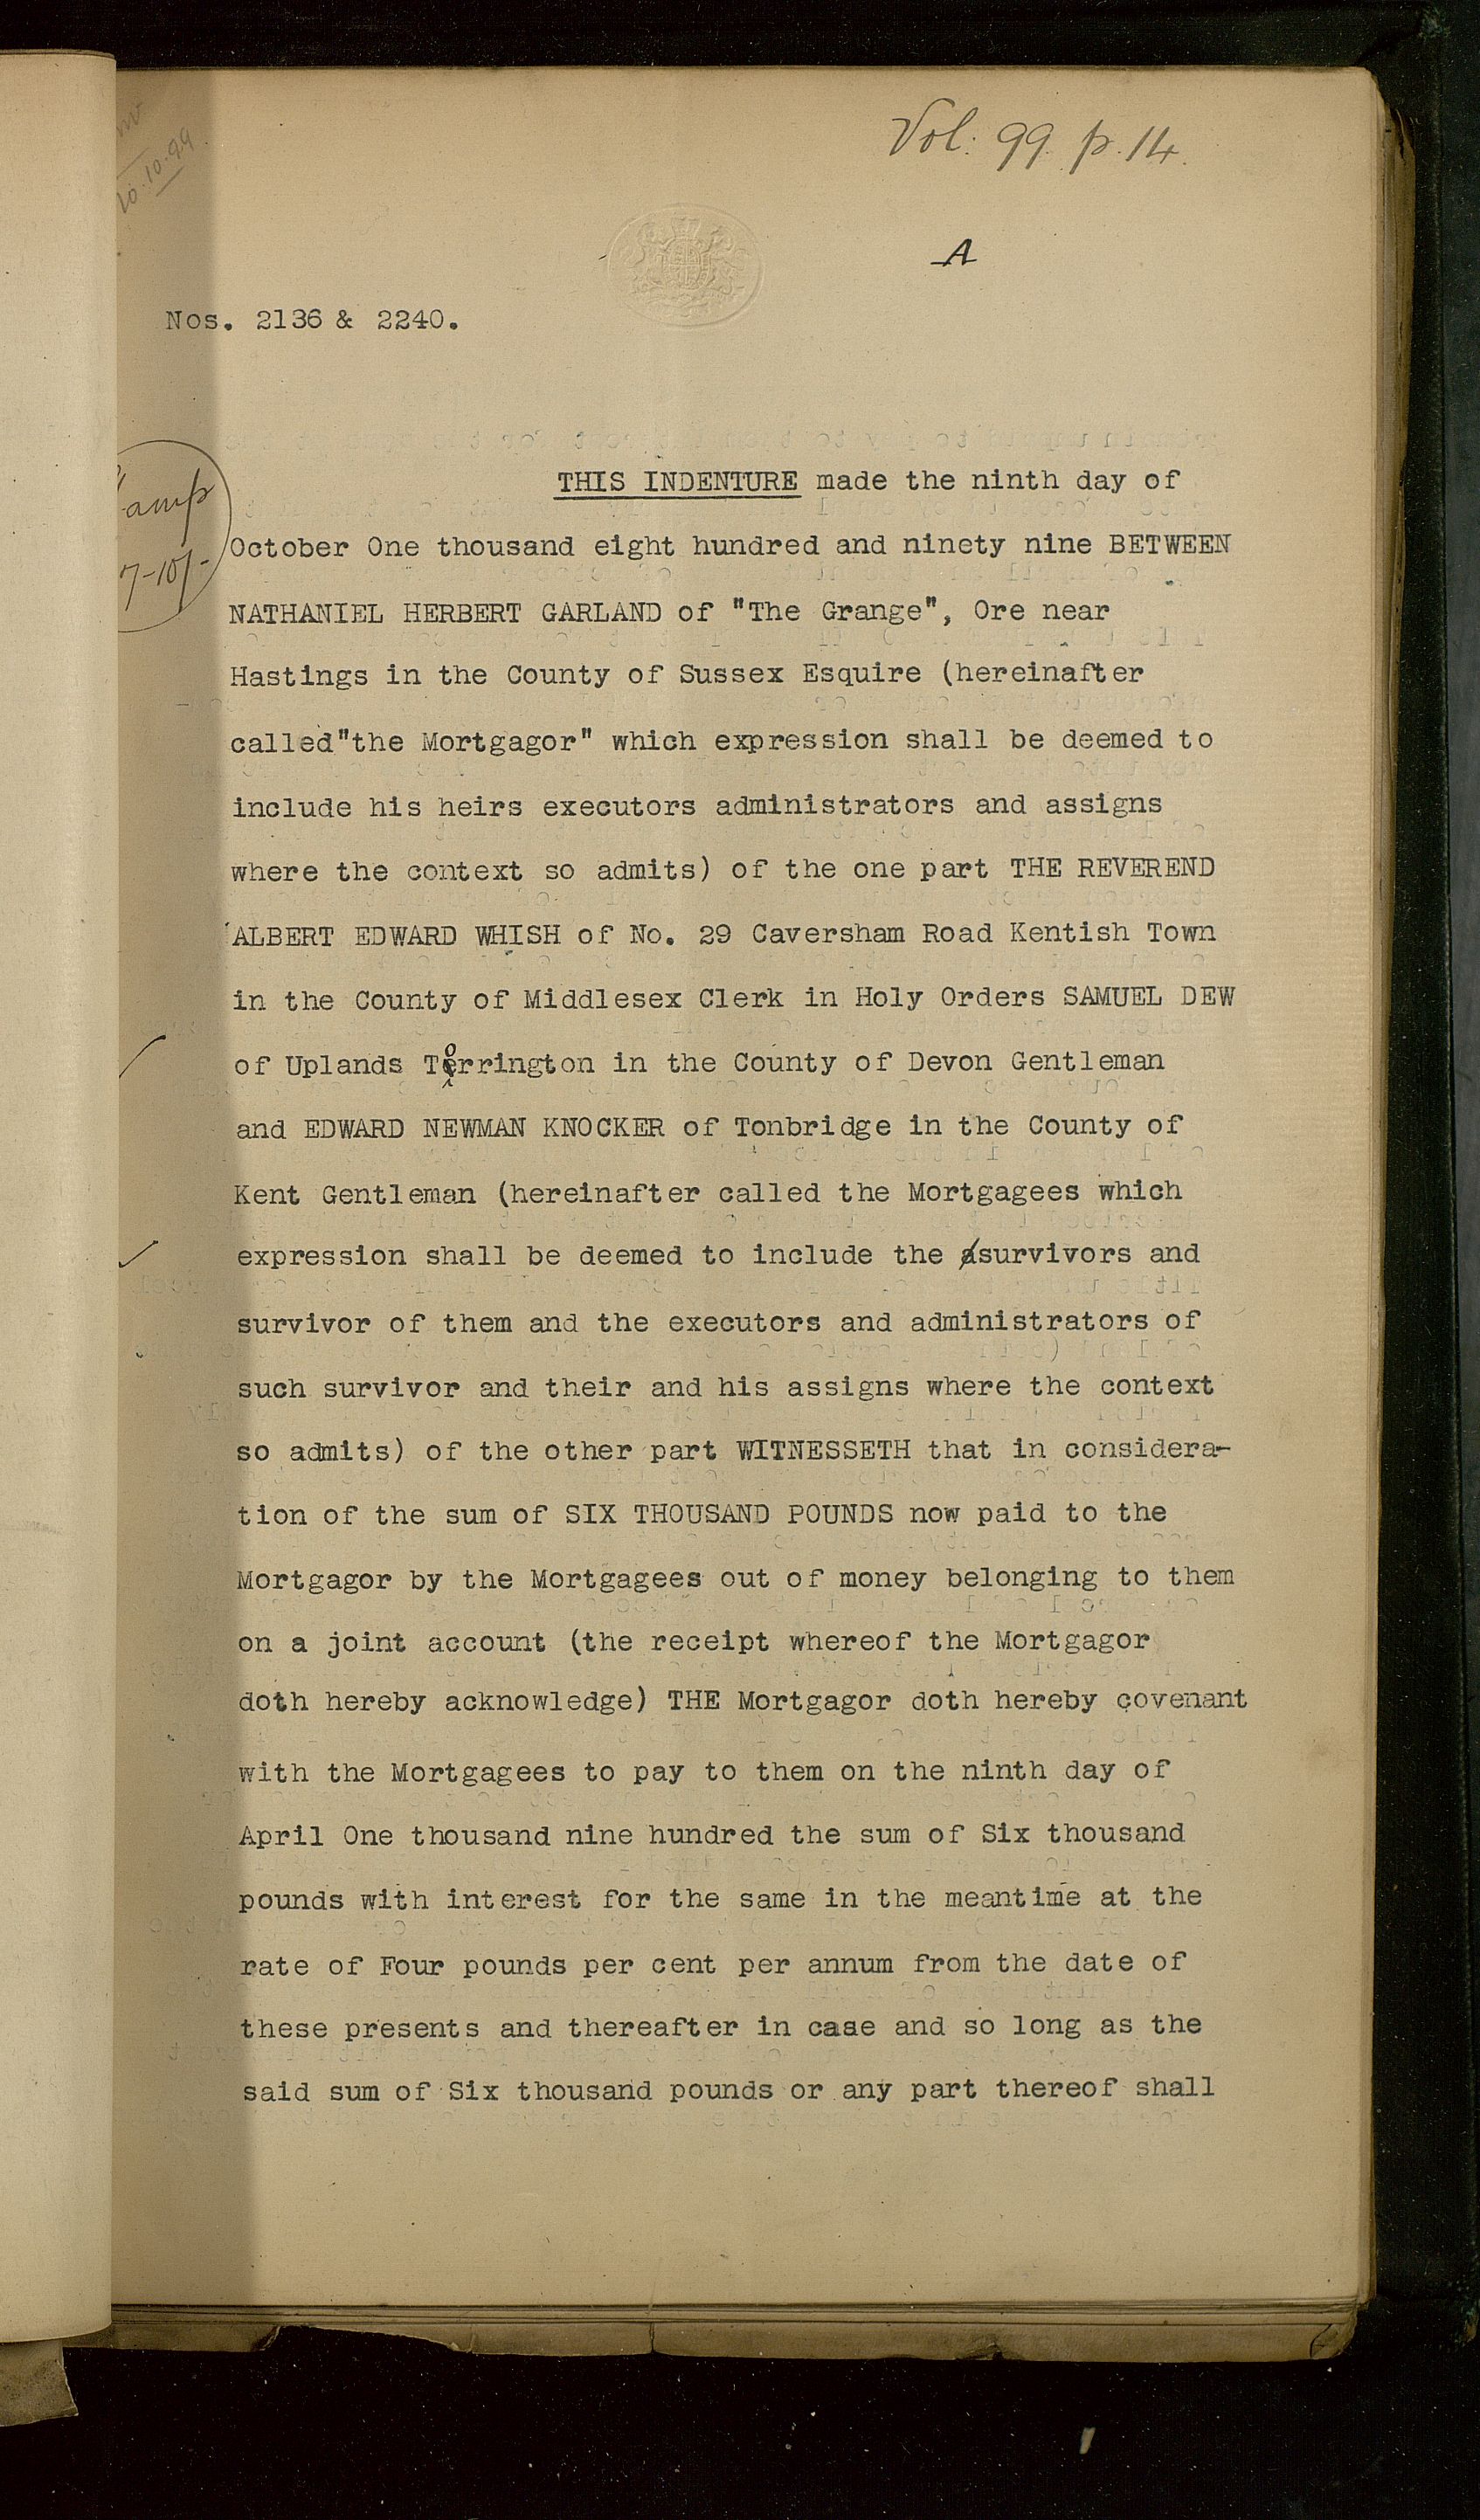 10.10.99
Vol: 99. p. 14.
A
Nos. 2136 & 2240.
7-10/-
THIS INDENTURE made the ninth day of
October One thousand eight hundred and ninety nine BETWEEN
NATHANIEL HERBERT GARLAND of "The Grange", Ore near
Hastings in the County of Sussex Esquire (hereinafter
called"the Mortgagor" which expression shall be deemed to
include his heirs executors administrators and assigns
where the context so admits) of the one part THE REVEREND
ALBERT EDWARD WHISH of No. 29 Caversham Road Kentish Town
in the County of Middlesex Clerk in Holy Orders SAMUEL DEW
of Uplands Torrington in the County of Devon Gentleman
and EDWARD NEWMAN KNOCKER of Tonbridge in the County of
Kent Gentleman (hereinafter called the Mortgagees which
expression shall be deemed to include the survivors and
survivor of them and the executors and administrators of
such survivor and their and his assigns where the context
so admits) of the other part WITNESSETH that in considera-
tion of the sum of SIX THOUSAND POUNDS now paid to the
Mortgagor by the Mortgagees out of money belonging to them
on a joint account (the receipt whereof the Mortgagor
doth hereby acknowledge) THE Mortgagor doth hereby covenant
with the Mortgagees to pay to them on the ninth day of
April One thousand nine hundred the sum of Six thousand
pounds with interest for the same in the meantime at the
rate of Four pounds per cent per annum from the date of
these presents and thereafter in case and so long as the
said sum of Six thousand pounds or any part thereof shall